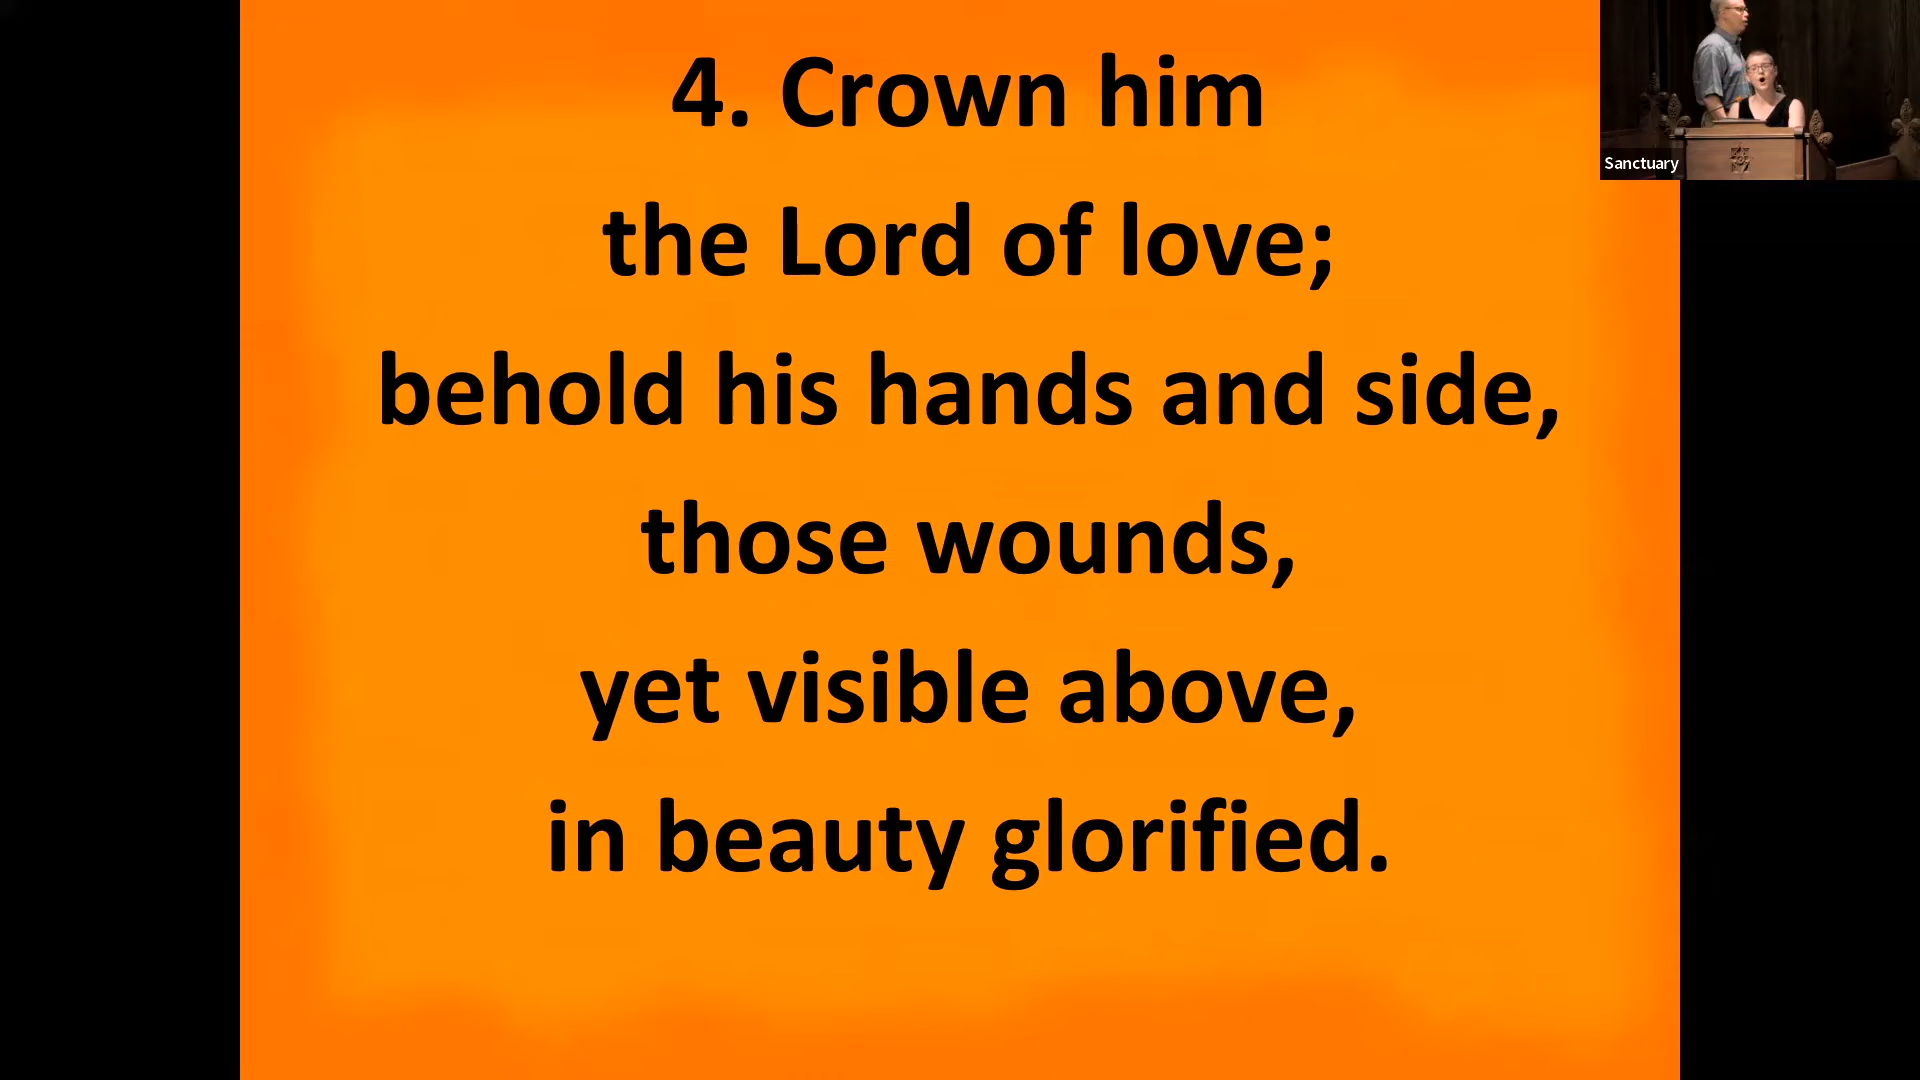 4. Crown him
the Lord of love;
behold his hands and side,
those wounds,
yet visible above,
in beauty glorified.
Sanctuary